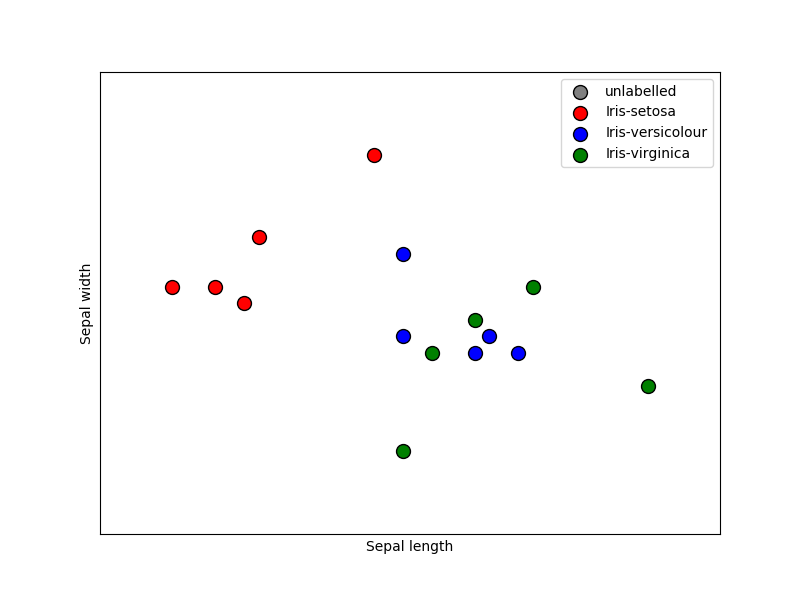 unlabelled
Iris-setosa
Iris-versicolour
Iris-virginica
Sepal width
Sepal length